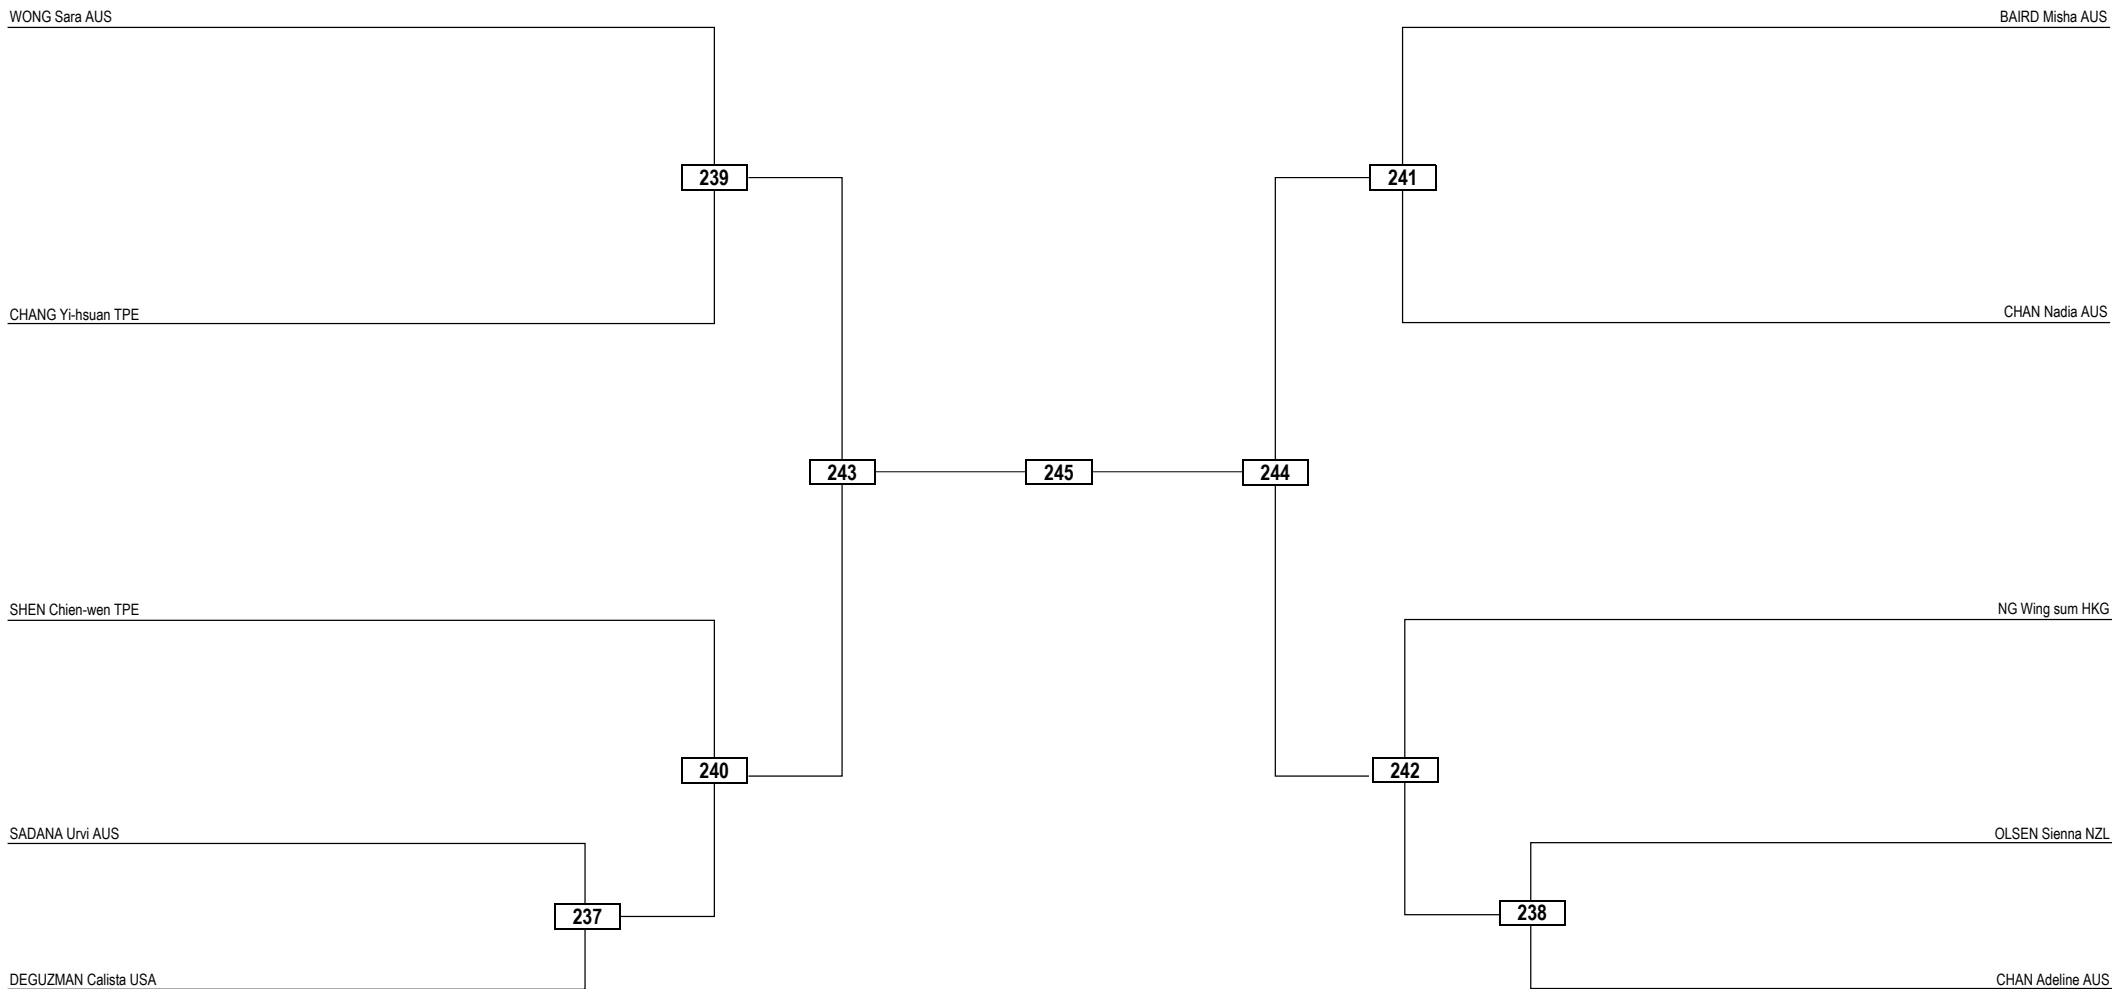 WONG Sara AUS
BAIRD Misha AUS
239
241
CHANG Yi-hsuan TPE
CHAN Nadia AUS
243
245
244
SHEN Chien-wen TPE
NG Wing sum HKG
240
242
SADANA Urvi AUS
OLSEN Sienna NZL
237
238
DEGUZMAN Calista USA
CHAN Adeline AUS